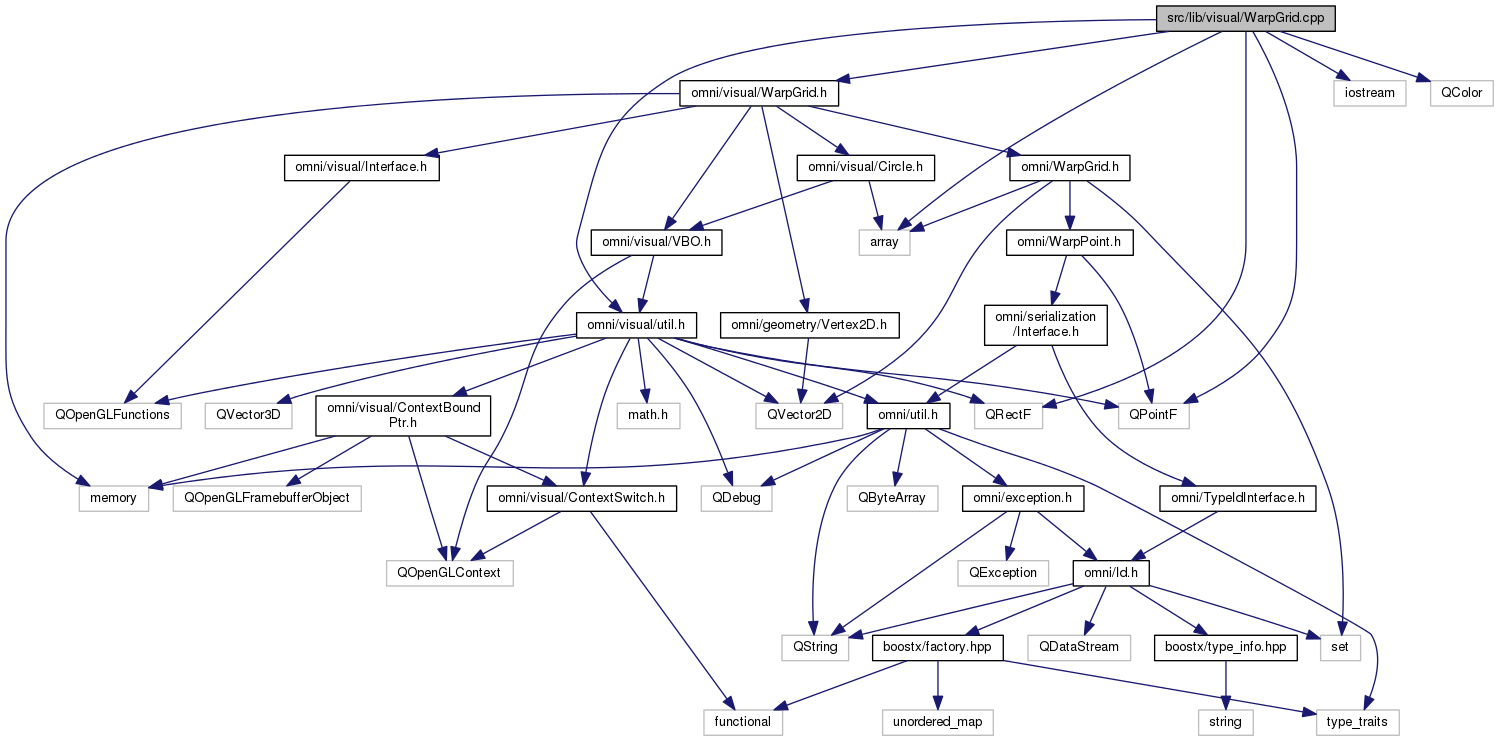 src/lib/visual/WarpGrid.cpp
omni/visual/WarpGrid.h
iostream
QColor
omni/visual/Interface.h
omni/visual/Circle.h
omni/WarpGrid.h
omni/visual/VBO.h
array
omni/WarpPoint.h
omni/visual/util.h
omni/geometry/Vertex2D.h
omni/serialization
/Interface.h
QOpenGLFunctions
QVector3D
omni/visual/ContextBound
Ptr.h
math.h
QVector2D
omni/util.h
QRectF
QPointF
memory
QOpenGLFramebufferObject
omni/visual/ContextSwitch.h
QDebug
QByteArray
omni/exception.h
omni/TypeIdInterface.h
QOpenGLContext
QException
omni/Id.h
QString
boostx/factory.hpp
QDataStream
boostx/type_info.hpp
set
functional
unordered_map
string
type_traits